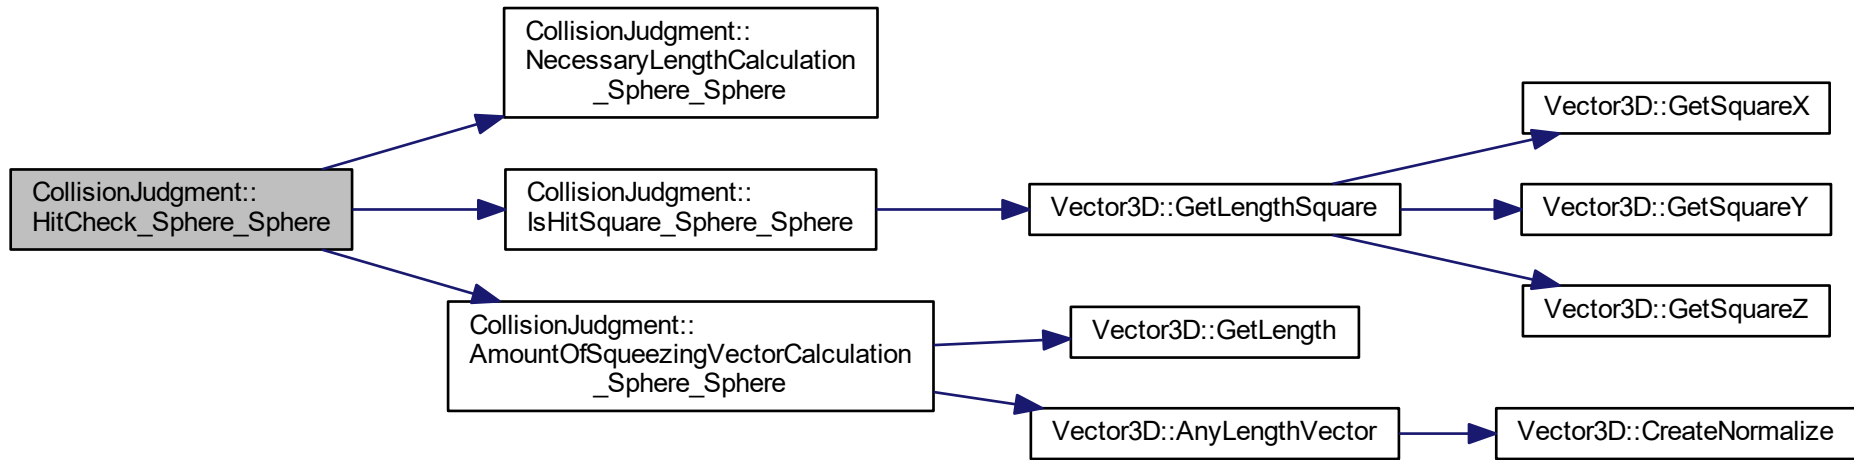 CollisionJudgment::
HitCheck_Sphere_Sphere
CollisionJudgment::
NecessaryLengthCalculation
_Sphere_Sphere
CollisionJudgment::
IsHitSquare_Sphere_Sphere
CollisionJudgment::
AmountOfSqueezingVectorCalculation
_Sphere_Sphere
Vector3D::GetLengthSquare
Vector3D::GetSquareX
Vector3D::GetSquareY
Vector3D::GetSquareZ
Vector3D::GetLength
Vector3D::AnyLengthVector
Vector3D::CreateNormalize